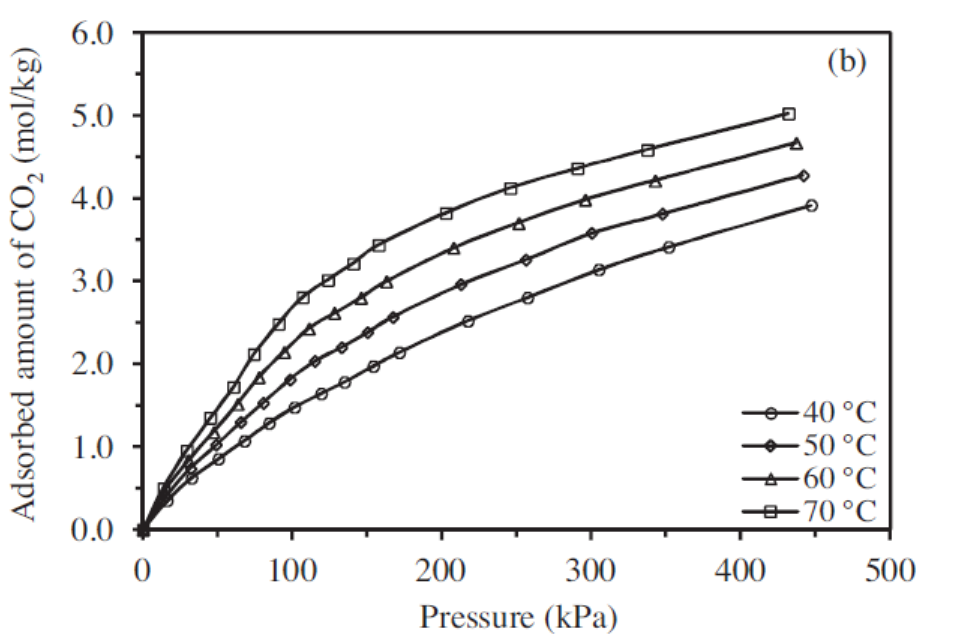 (b)
6.0
5.0
4.0
3.0
2.0
1.0
0.0
Adsorbed amount of CO₂ (mol/kg)
40 °C
50 °C
60 °C
70 °C
0 100 200 300 400 500
Pressure (kPa)